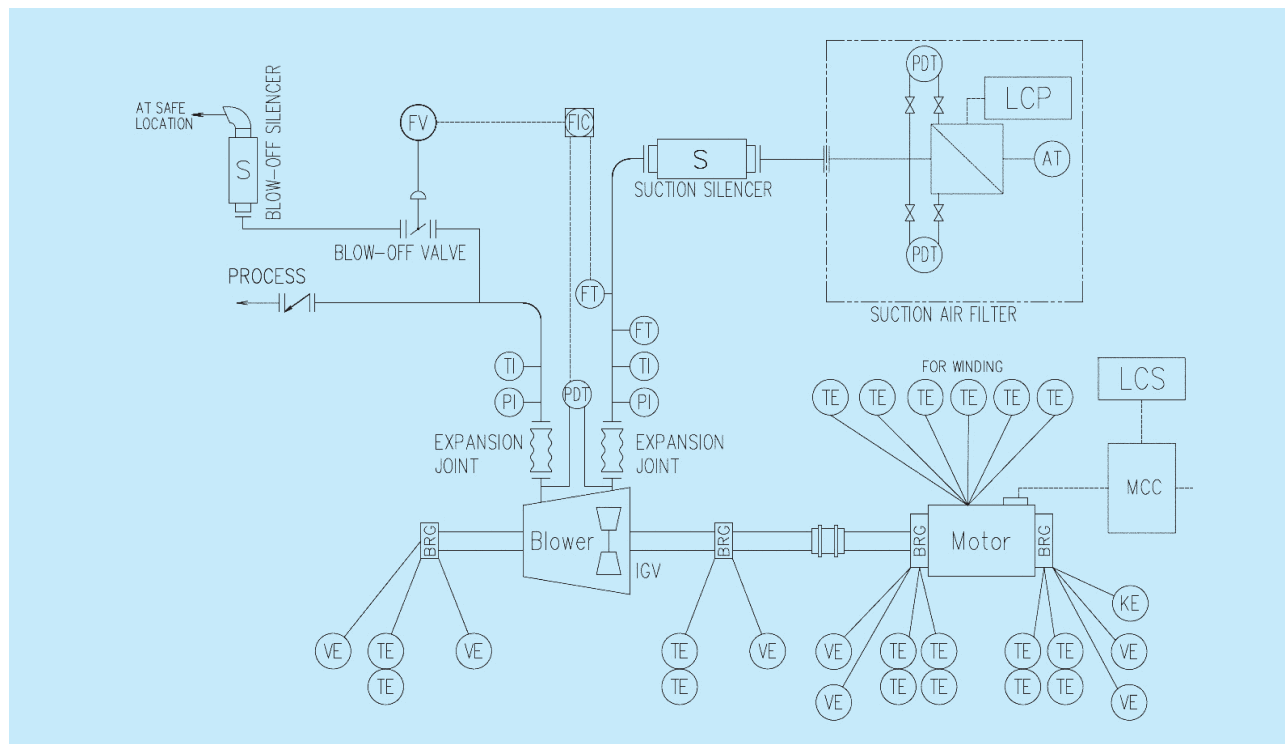 PDT
LCP
AT SAFE
LOCATION
S
BLOW-OFF SILENCER
FV
FIC
S
SUCTION SILENCER
AT
BLOW-OFF VALVE
PDT
PROCESS
FT
SUCTION AIR FILTER
FT
TI
TI
FOR WINDING
LCS
PI
PDT
PI
TE
TE
TE
TE
TE
TE
EXPANSION
JOINT
EXPANSION
JOINT
MCC
BRG
Blower
IGV
BRG
BRG
Motor
BRG
KE
VE
TE
VE
TE
VE
VE
TE
TE
TE
TE
VE
TE
TE
VE
TE
TE
TE
TE
VE